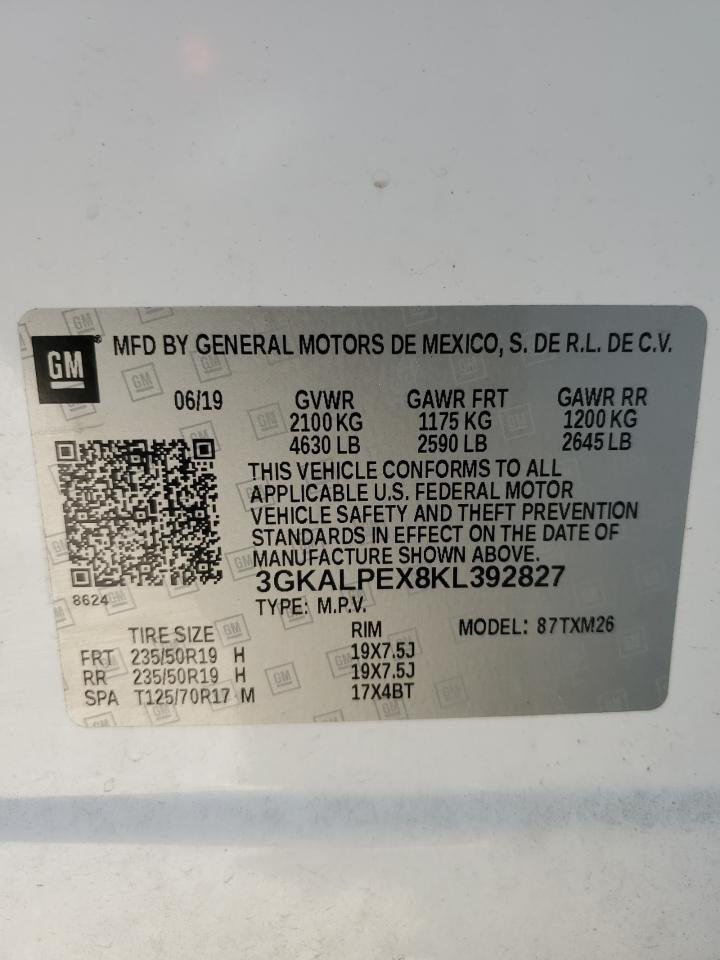 GM® MFD BY GENERAL MOTORS DE MEXICO, S. DE R.L. DE C.V.
06/19 GVWR GAWR FRT GAWR RR
2100 KG 1175 KG 1200 KG
4630 LB 2590 LB 2645 LB
THIS VEHICLE CONFORMS TO ALL
APPLICABLE U.S. FEDERAL MOTOR
VEHICLE SAFETY AND THEFT PREVENTION
STANDARDS IN EFFECT ON THE DATE OF
MANUFACTURE SHOWN ABOVE.
3GKALPEX8KL392827
8624
TYPE: M.P.V.
TIRE SIZE RIM MODEL: 87TXM26
FRT 235/50R19 H 19X7.5J
RR 235/50R19 H 19X7.5J
SPA T125/70R17 M 17X4BT